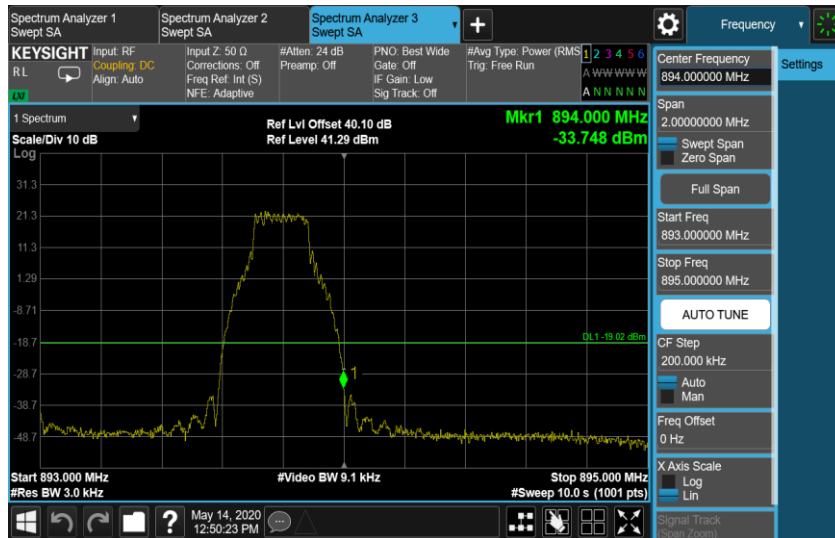 Spectrum Analyzer 1
Swept SA
Spectrum Analyzer 2
Swept SA
Spectrum Analyzer 3
Swept SA
Frequency
KEYSIGHT
R L
LXI
Input: RF
Coupling: DC
Align: Auto
Input Z: 50 Ω
Corrections: Off
Freq Ref: Int (S)
NFE: Adaptive
#Atten: 24 dB
Preamp: Off
PNO: Best Wide
Gate: Off
IF Gain: Low
Sig Track: Off
#Avg Type: Power (RMS
Trig: Free Run
1 2 3 4 5 6
A W W W W W
A N N N N N
1 Spectrum
Scale/Div 10 dB
Log
Ref Lvl Offset 40.10 dB
Ref Level 41.29 dBm
Mkr1 894.000 MHz
-33.748 dBm
31.3
21.3
11.3
1.29
-8.71
-18.7
-28.7
-38.7
-48.7
DL1 -19.02 dBm
1
Start 893.000 MHz
#Res BW 3.0 kHz
#Video BW 9.1 kHz
Stop 895.000 MHz
#Sweep 10.0 s (1001 pts)
May 14, 2020
12:50:23 PM
Center Frequency
894.000000 MHz
Settings
Span
2.00000000 MHz
Swept Span
Zero Span
Full Span
Start Freq
893.000000 MHz
Stop Freq
895.000000 MHz
AUTO TUNE
CF Step
200.000 kHz
Auto
Man
Freq Offset
0 Hz
X Axis Scale
Log
Lin
Signal Track
(Span Zoom)